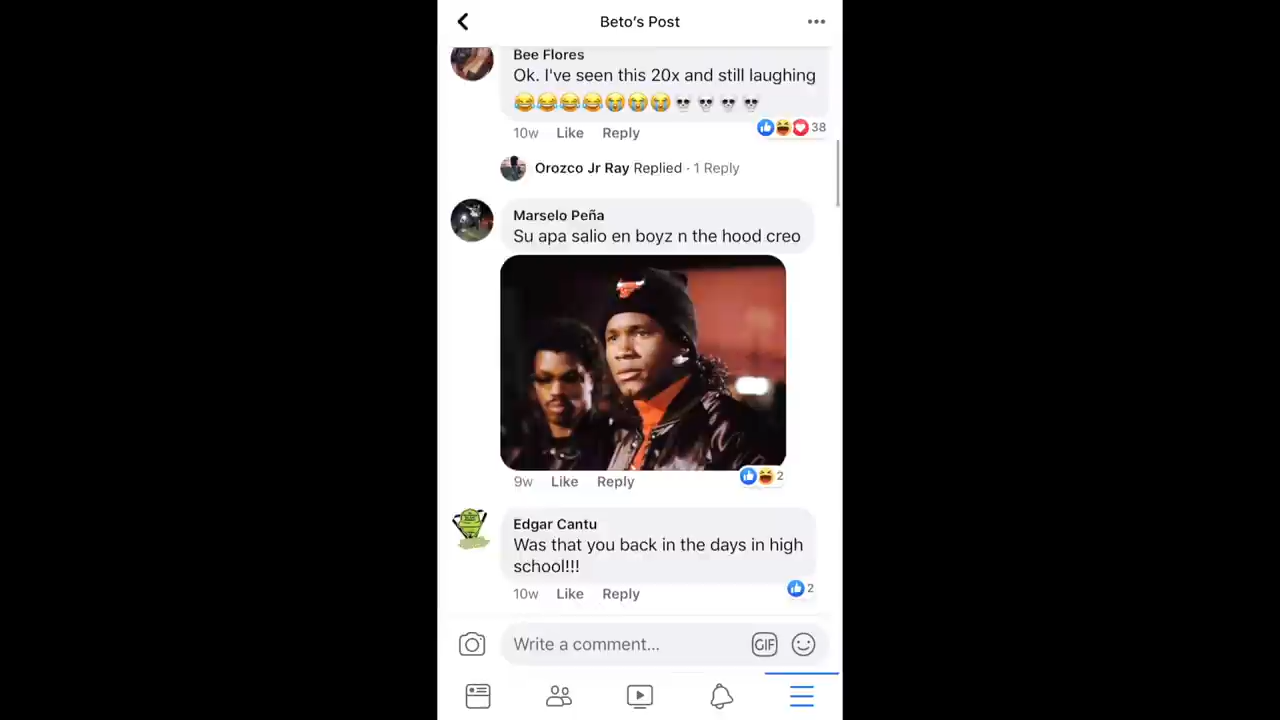 Beto's Post
Bee Flores
Ok. I've seen this 20x and still laughing
😂😂😂😂😭😭😭💀💀💀💀
10w Like Reply 38
Orozco Jr Ray Replied · 1 Reply
Marselo Peña
Su apa salio en boyz n the hood creo
9w Like Reply 2
Edgar Cantu
Was that you back in the days in high
school!!!
10w Like Reply 2
Write a comment... GIF